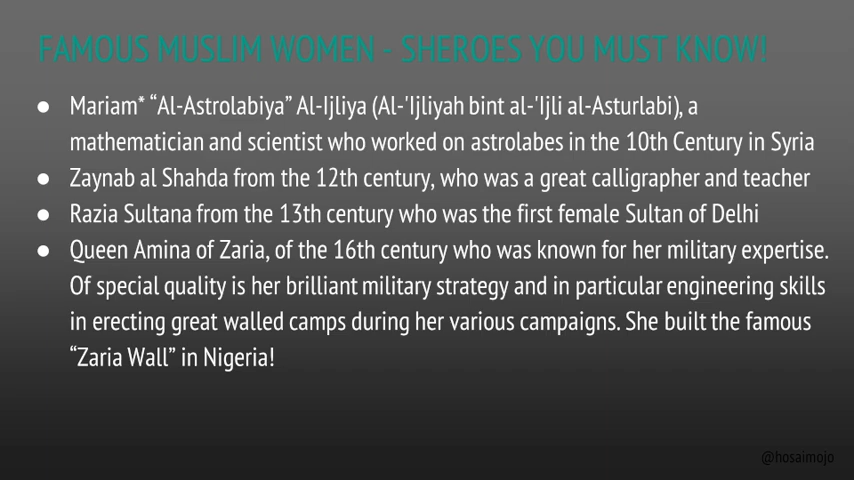 FAMOUS MUSLIM WOMEN - SHEROES YOU MUST KNOW!
● Mariam* “Al-Astrolabiya” Al-Ijliya (Al-'Ijliyah bint al-'Ijli al-Asturlabi), a
mathematician and scientist who worked on astrolabes in the 10th Century in Syria
● Zaynab al Shahda from the 12th century, who was a great calligrapher and teacher
● Razia Sultana from the 13th century who was the first female Sultan of Delhi
● Queen Amina of Zaria, of the 16th century who was known for her military expertise.
Of special quality is her brilliant military strategy and in particular engineering skills
in erecting great walled camps during her various campaigns. She built the famous
“Zaria Wall” in Nigeria!
@hosaimojo